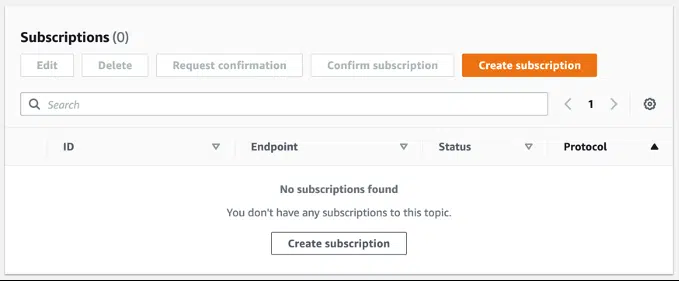 Subscriptions (0)
Edit Delete Request confirmation Confirm subscription Create subscription
Search 1
ID Endpoint Status Protocol
No subscriptions found
You don't have any subscriptions to this topic.
Create subscription